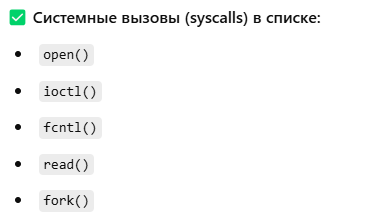 ✅ Системные вызовы (syscalls) в списке:
• open()
• ioctl()
• fcntl()
• read()
• fork()